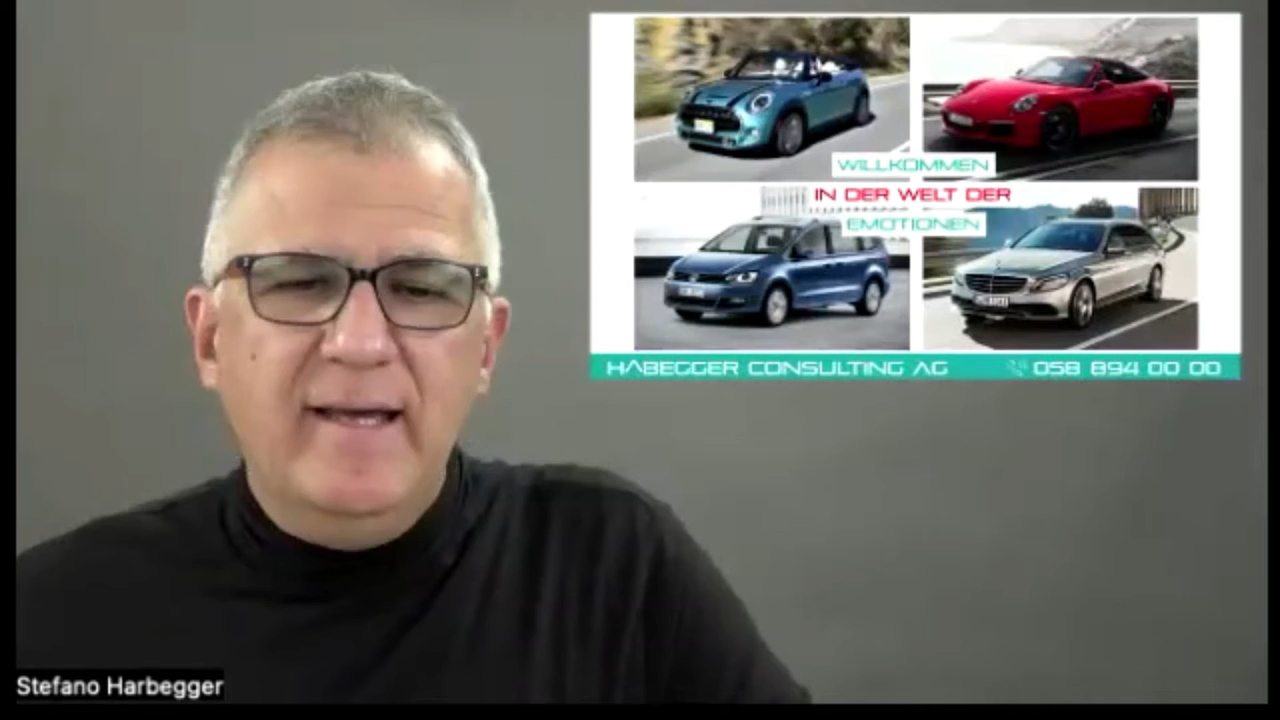 WILLKOMMEN
IN DER WELT DER
EMOTIONEN
HABEGGER CONSULTING AG
058 894 00 00
Stefano Harbegger